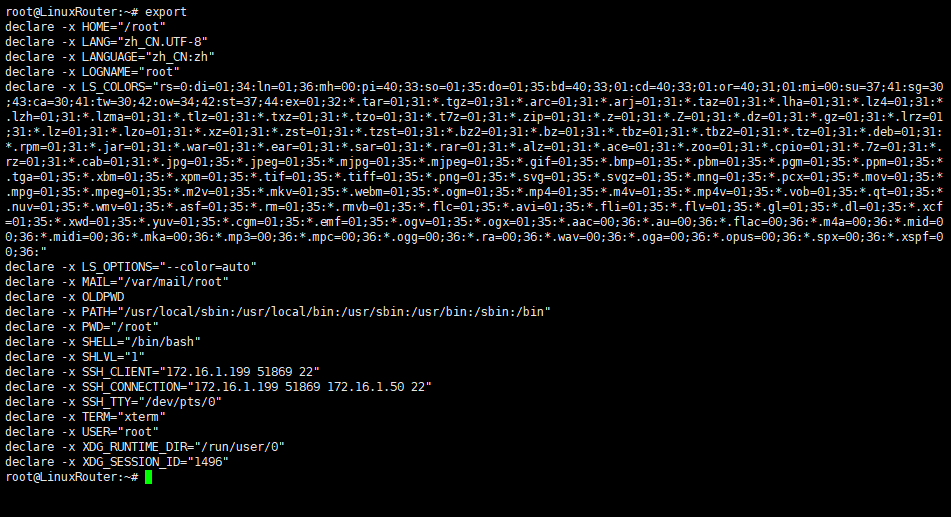 root@LinuxRouter:~# export
declare -x HOME="/root"
declare -x LANG="zh_CN.UTF-8"
declare -x LANGUAGE="zh_CN:zh"
declare -x LOGNAME="root"
declare -x LS_COLORS="rs=0:di=01;34:ln=01;36:mh=00:pi=40;33:so=01;35:do=01;35:bd=40;33;01:cd=40;33;01:or=40;31;01:mi=00:su=37;41:sg=30
;43:ca=30;41:tw=30;42:ow=34;42:st=37;44:ex=01;32:*.tar=01;31:*.tgz=01;31:*.arc=01;31:*.arj=01;31:*.taz=01;31:*.lha=01;31:*.lz4=01;31:*
.lzh=01;31:*.lzma=01;31:*.tlz=01;31:*.txz=01;31:*.tzo=01;31:*.t7z=01;31:*.zip=01;31:*.z=01;31:*.Z=01;31:*.dz=01;31:*.gz=01;31:*.lrz=01
;31:*.lz=01;31:*.lzo=01;31:*.xz=01;31:*.zst=01;31:*.tzst=01;31:*.bz2=01;31:*.bz=01;31:*.tbz=01;31:*.tbz2=01;31:*.tz=01;31:*.deb=01;31:
*.rpm=01;31:*.jar=01;31:*.war=01;31:*.ear=01;31:*.sar=01;31:*.rar=01;31:*.alz=01;31:*.ace=01;31:*.zoo=01;31:*.cpio=01;31:*.7z=01;31:*.
rz=01;31:*.cab=01;31:*.jpg=01;35:*.jpeg=01;35:*.mjpg=01;35:*.mjpeg=01;35:*.gif=01;35:*.bmp=01;35:*.pbm=01;35:*.pgm=01;35:*.ppm=01;35:*
.tga=01;35:*.xbm=01;35:*.xpm=01;35:*.tif=01;35:*.tiff=01;35:*.png=01;35:*.svg=01;35:*.svgz=01;35:*.mng=01;35:*.pcx=01;35:*.mov=01;35:*
.mpg=01;35:*.mpeg=01;35:*.m2v=01;35:*.mkv=01;35:*.webm=01;35:*.ogm=01;35:*.mp4=01;35:*.m4v=01;35:*.mp4v=01;35:*.vob=01;35:*.qt=01;35:*
.nuv=01;35:*.wmv=01;35:*.asf=01;35:*.rm=01;35:*.rmvb=01;35:*.flc=01;35:*.avi=01;35:*.fli=01;35:*.flv=01;35:*.gl=01;35:*.dl=01;35:*.xcf
=01;35:*.xwd=01;35:*.yuv=01;35:*.cgm=01;35:*.emf=01;35:*.ogv=01;35:*.ogx=01;35:*.aac=00;36:*.au=00;36:*.flac=00;36:*.m4a=00;36:*.mid=0
0;36:*.midi=00;36:*.mka=00;36:*.mp3=00;36:*.mpc=00;36:*.ogg=00;36:*.ra=00;36:*.wav=00;36:*.oga=00;36:*.opus=00;36:*.spx=00;36:*.xspf=0
0;36:"
declare -x LS_OPTIONS="--color=auto"
declare -x MAIL="/var/mail/root"
declare -x OLDPWD
declare -x PATH="/usr/local/sbin:/usr/local/bin:/usr/sbin:/usr/bin:/sbin:/bin"
declare -x PWD="/root"
declare -x SHELL="/bin/bash"
declare -x SHLVL="1"
declare -x SSH_CLIENT="172.16.1.199 51869 22"
declare -x SSH_CONNECTION="172.16.1.199 51869 172.16.1.50 22"
declare -x SSH_TTY="/dev/pts/0"
declare -x TERM="xterm"
declare -x USER="root"
declare -x XDG_RUNTIME_DIR="/run/user/0"
declare -x XDG_SESSION_ID="1496"
root@LinuxRouter:~#